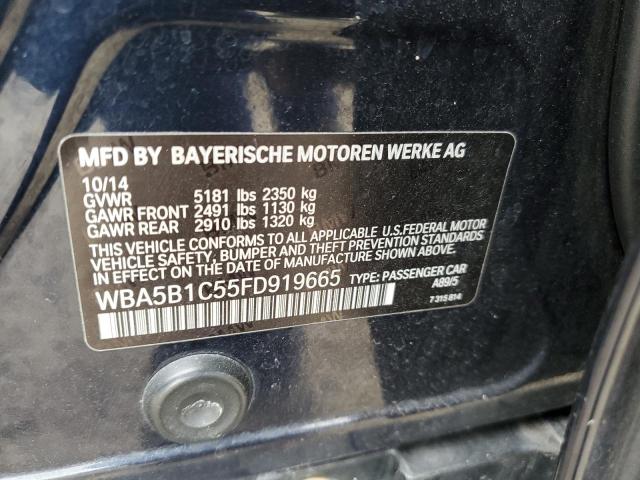 MFD BY BAYERISCHE MOTOREN WERKE AG
10/14
GVWR 5181 lbs 2350 kg
GAWR FRONT 2491 lbs 1130 kg
GAWR REAR 2910 lbs 1320 kg
THIS VEHICLE CONFORMS TO ALL APPLICABLE U.S.FEDERAL MOTOR
VEHICLE SAFETY, BUMPER AND THEFT PREVENTION STANDARDS
IN EFFECT ON DATE OF MANUFACTURE SHOWN ABOVE.
WBA5B1C55FD919665 TYPE: PASSENGER CAR
A89/5
7 315 814